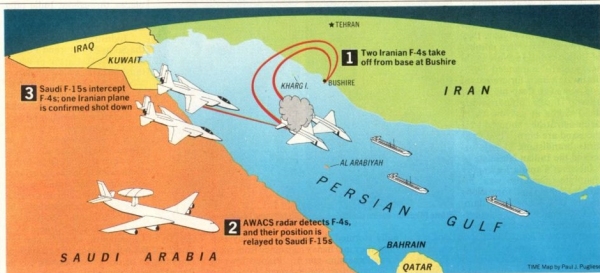 ★ TEHRAN
IRAQ
KUWAIT
1 Two Iranian F-4s take
off from base at Bushire
KHARG I.
BUSHIRE
IRAN
3 Saudi F-15s intercept
F-4s; one Iranian plane
is confirmed shot down
AL ARABIYAH
PERSIAN GULF
2 AWACS radar detects F-4s,
and their position is
relayed to Saudi F-15s
SAUDI ARABIA
BAHRAIN
QATAR
TIME Map by Paul J. Pugliese